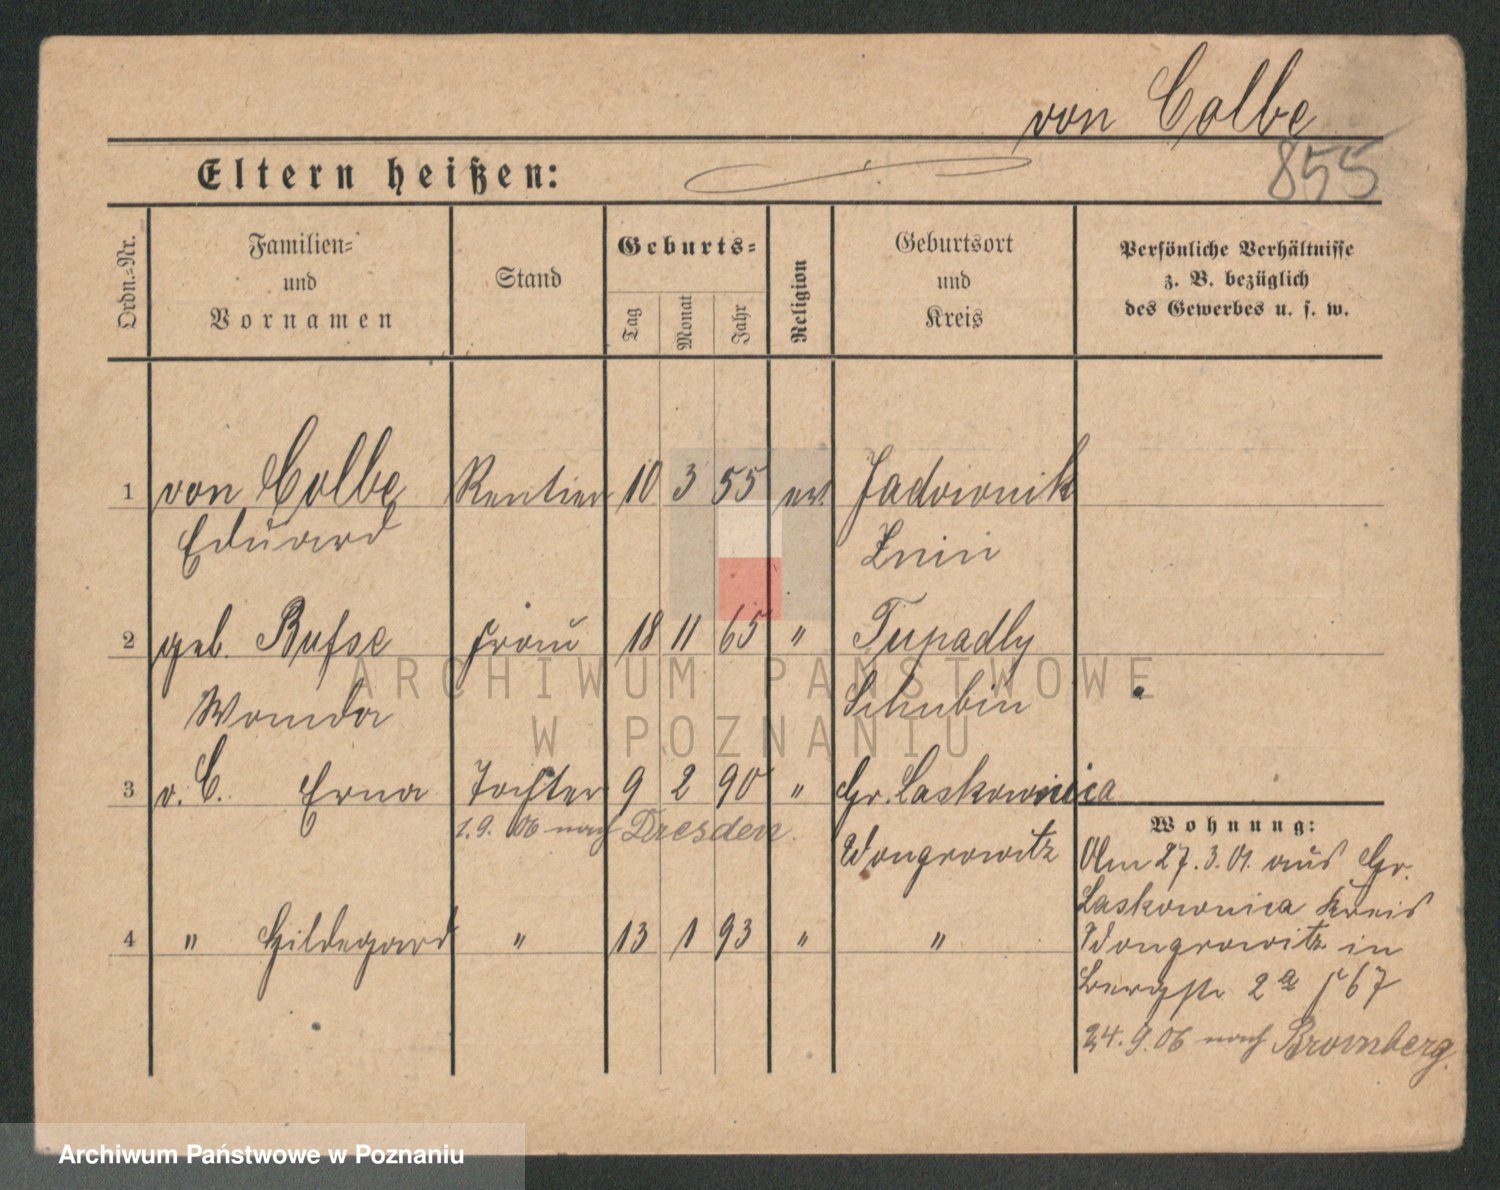 von Colbe
Eltern heißen:
855
Ordn.-Nr.
Familien-
und
Vornamen
Stand
Geburts-
Tag
Monat
Jahr
Religion
Geburtsort
und
Kreis
Persönliche Verhältnisse
z. B. bezüglich
des Gewerbes u. s. w.
1 von Colbe Rentier 10 3 55 ev. Jadownik
Eduard Znin
2 geb. Busse Frau 18 11 65 " Tupadly
Wanda Schubin
3 v. C. Erna Tochter 9 2 90 " Gr. Laskownica
1.9.06 nach Dresden. Wongrowitz
4 " Hildegard " 13 1 93 " "
Wohnung:
Am 27.3.01. aus Gr.
Laskownica Kreis
Wongrowitz in
Bergstr 2a
67
24.9.06 nach Bromberg.
ARCHIWUM PAŃSTWOWE
W POZNANIU
Archiwum Państwowe w Poznaniu